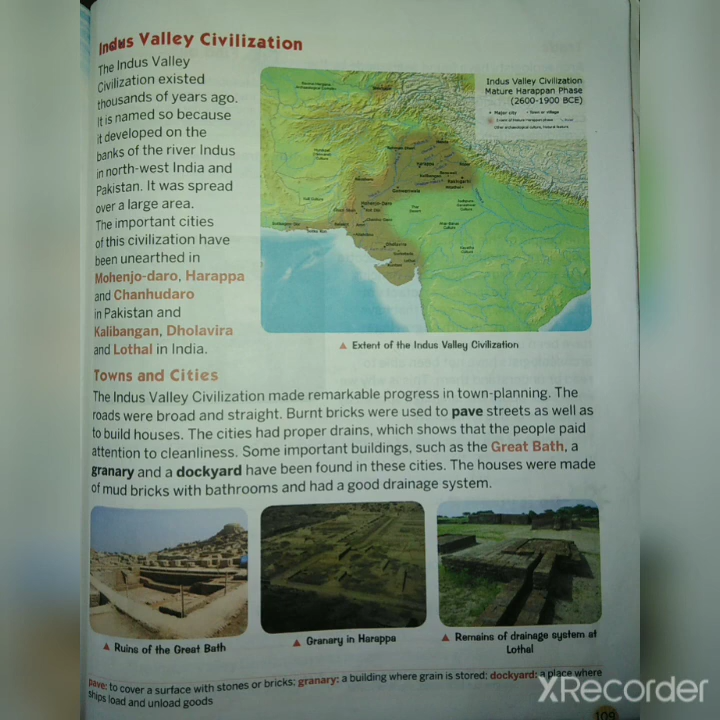 Indus Valley Civilization
The Indus Valley
Civilization existed
thousands of years ago.
It is named so because
it developed on the
banks of the river Indus
in north-west India and
Pakistan. It was spread
over a large area.
The important cities
of this civilization have
been unearthed in
Mohenjo-daro, Harappa
and Chanhudaro
in Pakistan and
Kalibangan, Dholavira
and Lothal in India.
Indus Valley Civilization
Mature Harappan Phase
(2600-1900 BCE)
Major city
Town or village
▲ Extent of the Indus Valley Civilization
Towns and Cities
The Indus Valley Civilization made remarkable progress in town-planning. The
roads were broad and straight. Burnt bricks were used to pave streets as well as
to build houses. The cities had proper drains, which shows that the people paid
attention to cleanliness. Some important buildings, such as the Great Bath, a
granary and a dockyard have been found in these cities. The houses were made
of mud bricks with bathrooms and had a good drainage system.
▲ Ruins of the Great Bath
▲ Granary in Harappa
▲ Remains of drainage system at
Lothal
pave: to cover a surface with stones or bricks; granary: a building where grain is stored; dockyard: a place where
ships load and unload goods
109
XRecorder